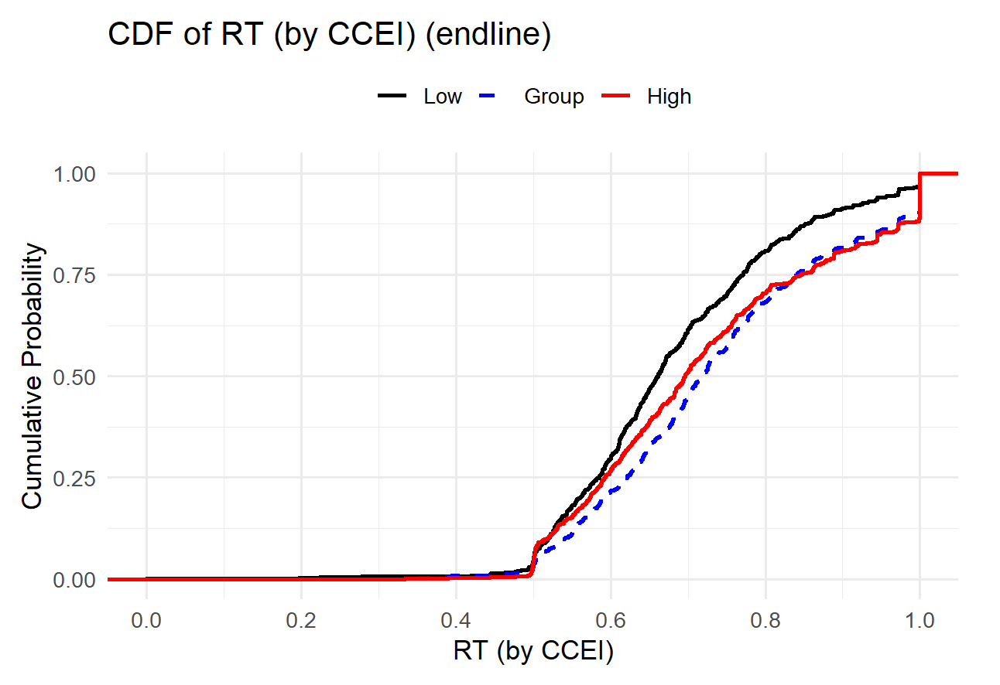 CDF of RT (by CCEI) (endline)
Low Group High
1.00
0.75
0.50
0.25
0.00
Cumulative Probability
0.0 0.2 0.4 0.6 0.8 1.0
RT (by CCEI)